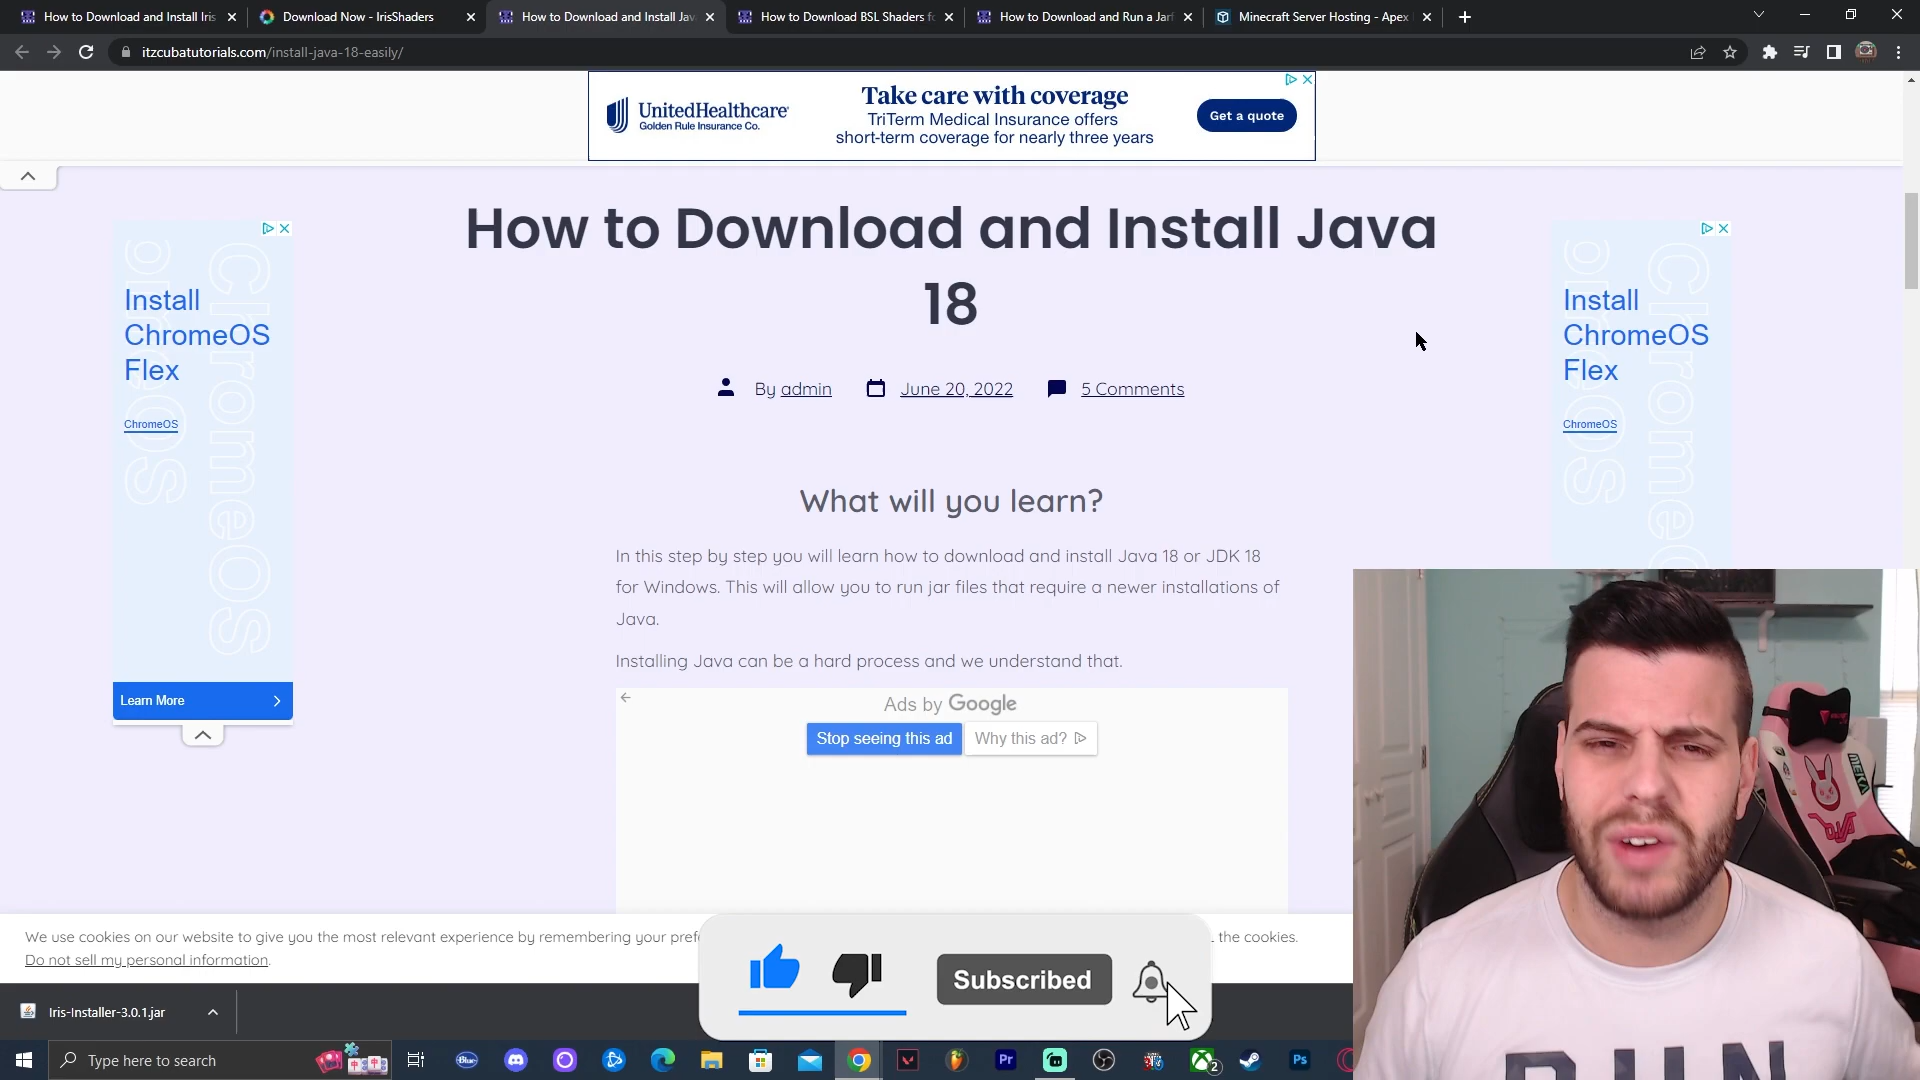 How to Download and Install Iris
Download Now - IrisShaders
How to Download and Install Jav
How to Download BSL Shaders fo
How to Download and Run a Jarf
Minecraft Server Hosting - Apex
itzcubatutorials.com/install-java-18-easily/
UnitedHealthcare
Golden Rule Insurance Co.
Take care with coverage
TriTerm Medical Insurance offers
short-term coverage for nearly three years
Get a quote
How to Download and Install Java
18
By admin
June 20, 2022
5 Comments
Install
ChromeOS
Flex
ChromeOS
ChromeOS
Learn More
Install
ChromeOS
Flex
ChromeOS
What will you learn?
In this step by step you will learn how to download and install Java 18 or JDK 18
for Windows. This will allow you to run jar files that require a newer installations of
Java.
Installing Java can be a hard process and we understand that.
Ads by Google
Stop seeing this ad
Why this ad?
We use cookies on our website to give you the most relevant experience by remembering your
the cookies.
Do not sell my personal information.
Subscribed
Iris-Installer-3.0.1.jar
Type here to search
Blue
Pr
2
Ps
MEKA
D.VA